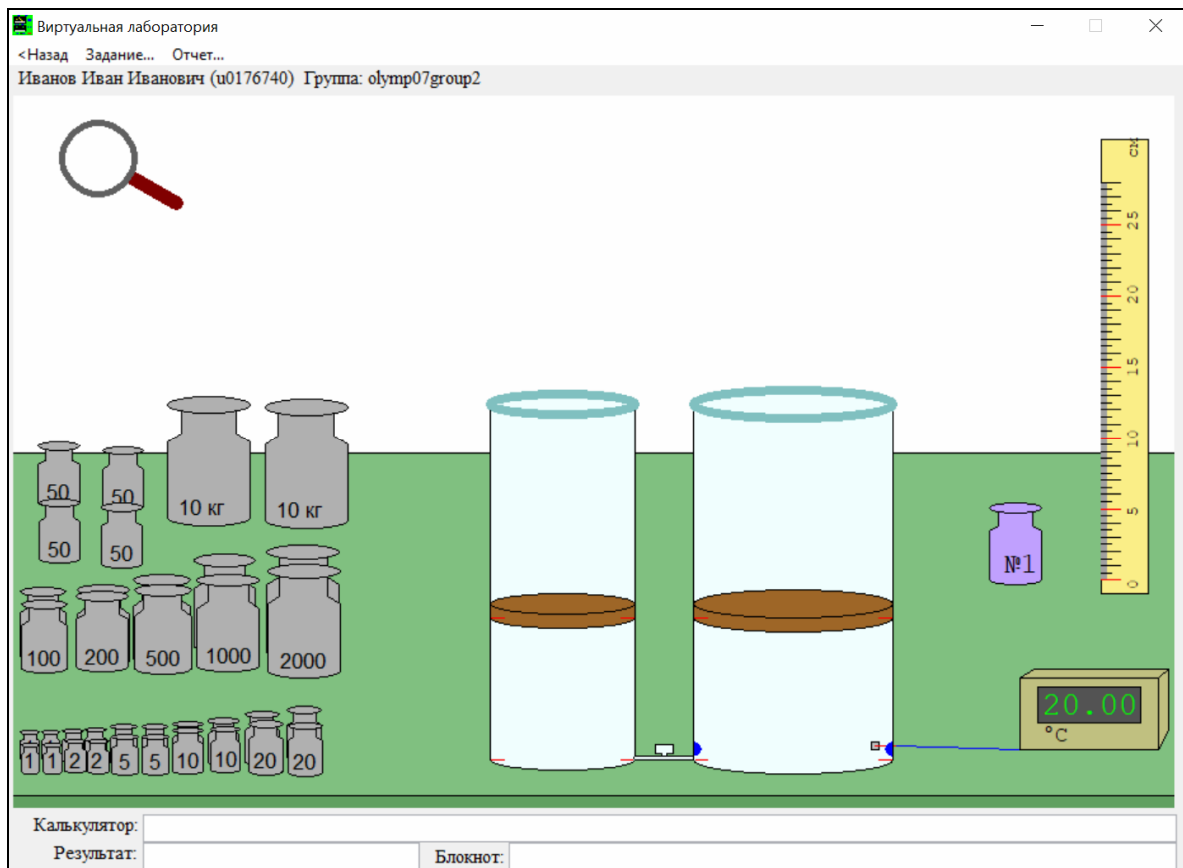 Виртуальная лаборатория
<Назад Задание... Отчет...
Иванов Иван Иванович (u0176740) Группа: olymp07group2
см
25
20
15
10
5
0
50 50 10 кг 10 кг
50 50
№1
100 200 500 1000 2000
20.00
°C
1 1 2 2 5 5 10 10 20 20
Калькулятор:
Результат: Блокнот: